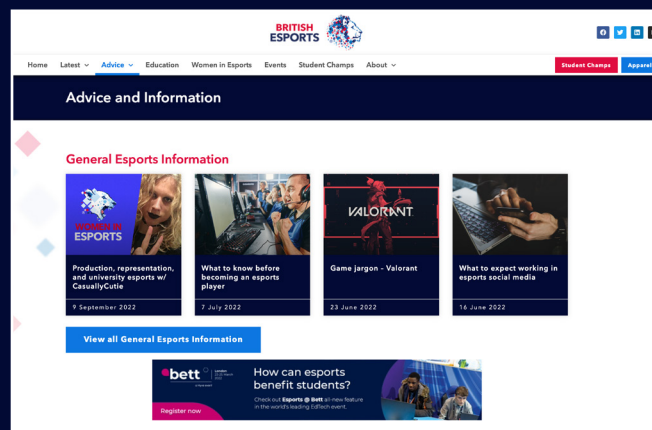 BRITISH
ESPORTS
Home Latest Advice Education Women in Esports Events Student Champs About
Student Champs Apparel
Advice and Information
General Esports Information
WOMEN IN
ESPORTS
VALORANT
Production, representation,
and university esports w/
CasuallyCutie
9 September 2022
What to know before
becoming an esports
player
7 July 2022
Game jargon – Valorant
23 June 2022
What to expect working in
esports social media
16 June 2022
View all General Esports Information
bett
London
How can esports
benefit students?
Check out Esports @ Bett all-new feature
in the world's leading EdTech event.
Register now